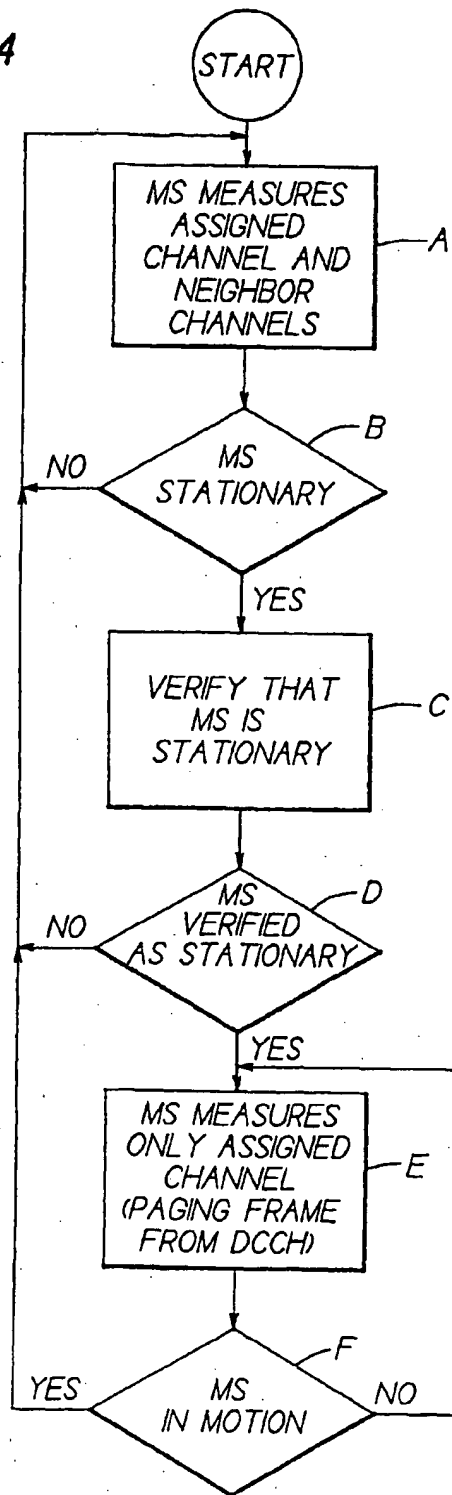 4
START
MS MEASURES
ASSIGNED
CHANNEL AND
NEIGHBOR
CHANNELS
A
B
MS
STATIONARY
NO
YES
VERIFY THAT
MS IS
STATIONARY
C
D
MS
VERIFIED
AS STATIONARY
NO
YES
MS MEASURES
ONLY ASSIGNED
CHANNEL
(PAGING FRAME
FROM DCCH)
E
F
YES
MS
IN MOTION
NO